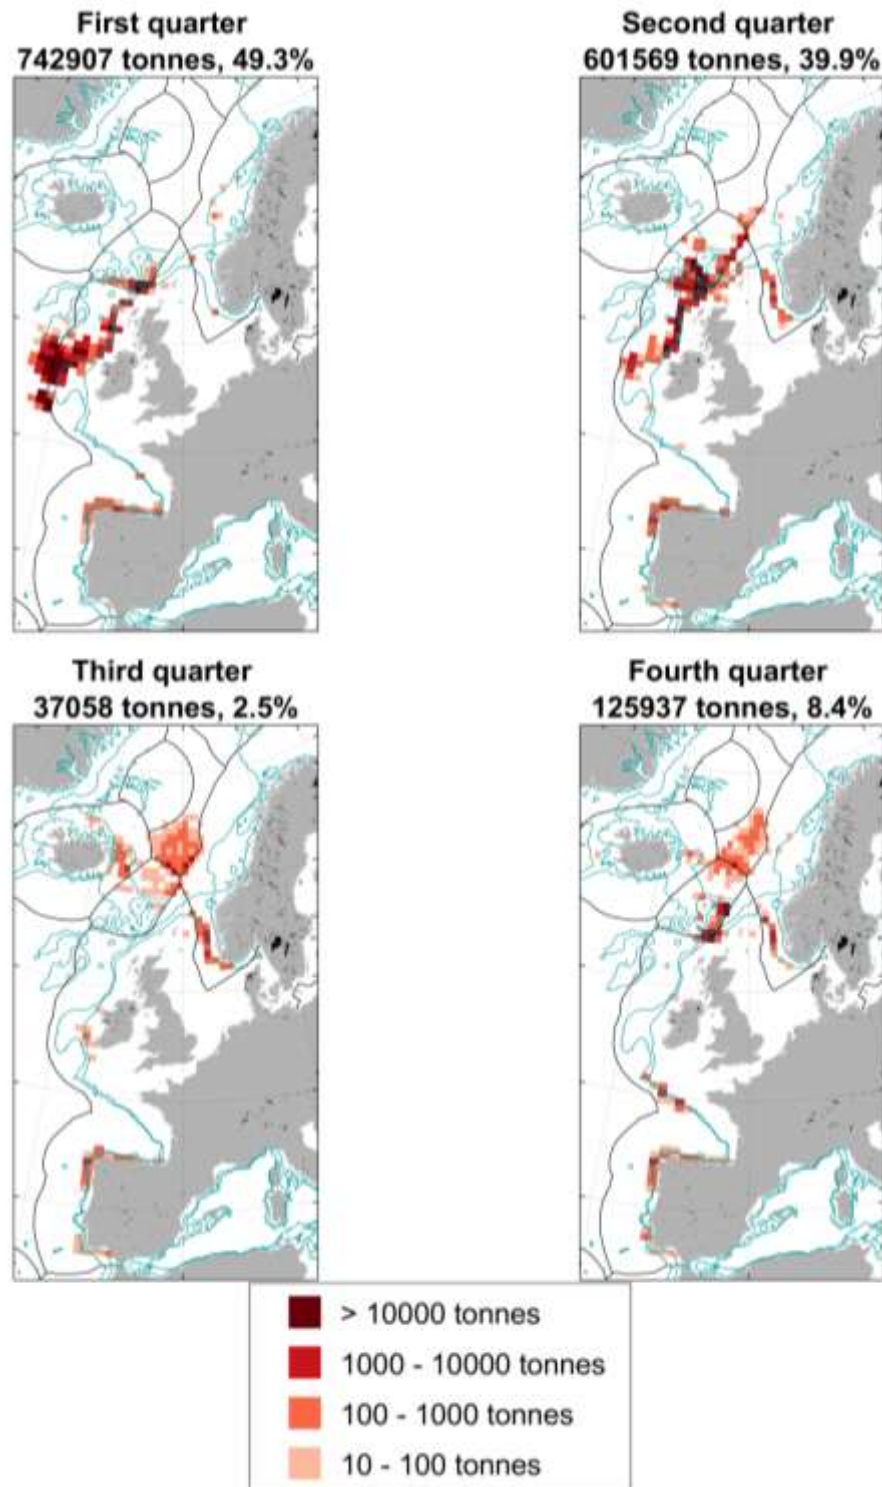 First quarter
742907 tonnes, 49.3%
Second quarter
601569 tonnes, 39.9%
Third quarter
37058 tonnes, 2.5%
Fourth quarter
125937 tonnes, 8.4%
> 10000 tonnes
1000 - 10000 tonnes
100 - 1000 tonnes
10 - 100 tonnes